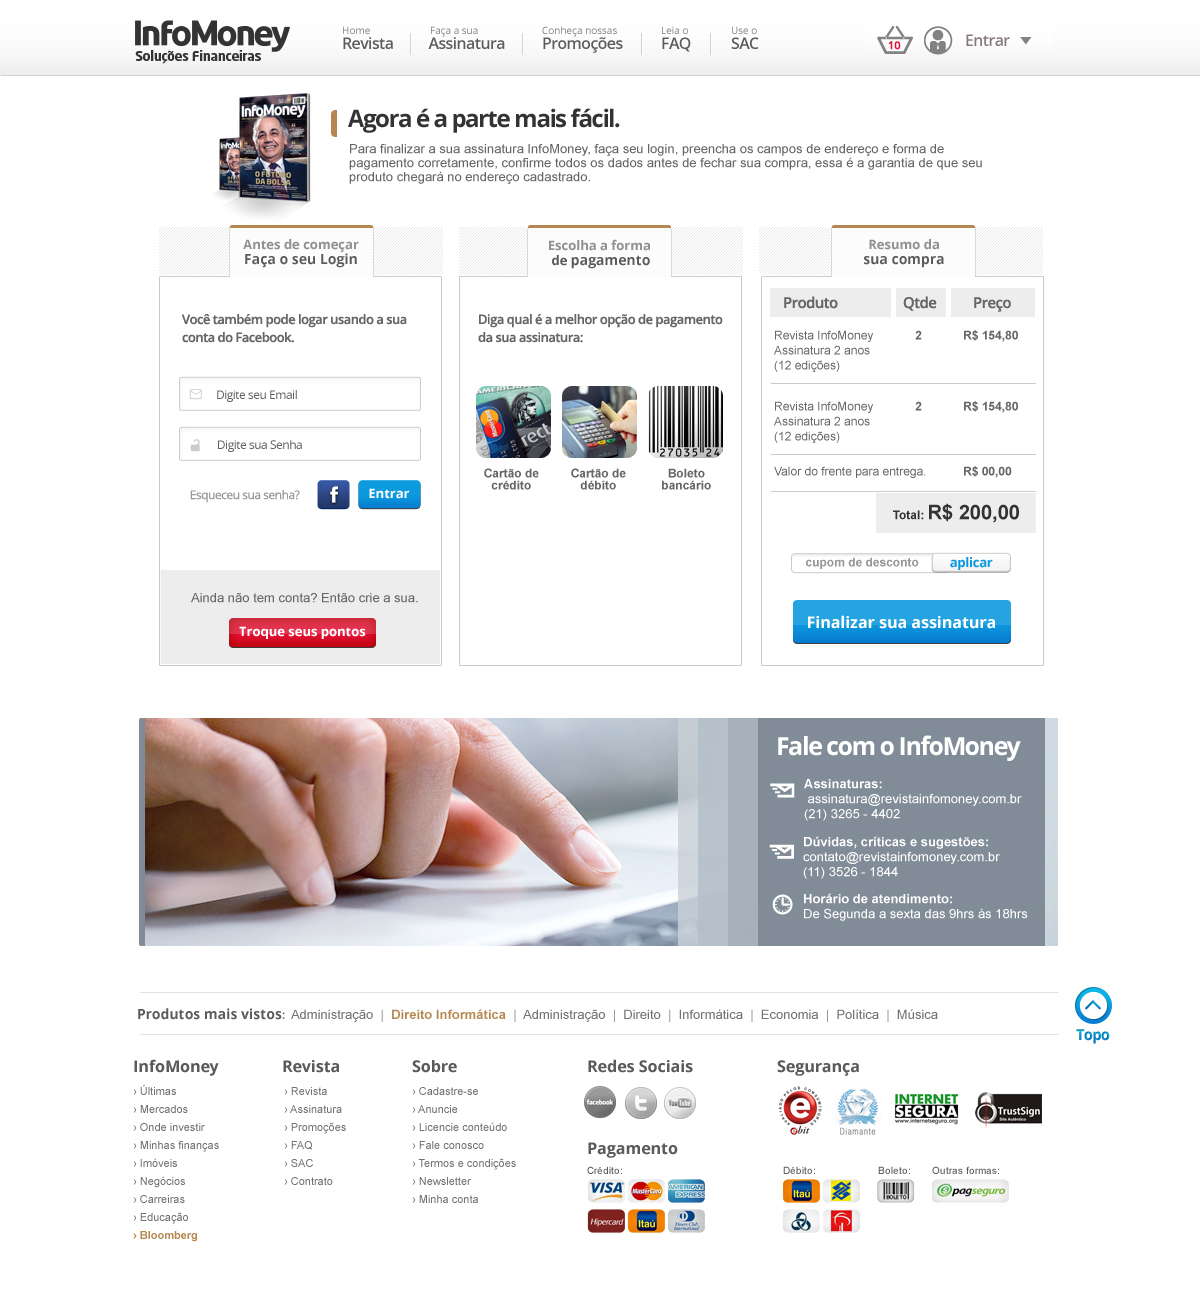 InfoMoney
Soluções Financeiras
Home
Revista
Faça a sua
Assinatura
Conheça nossas
Promoções
Leia o
FAQ
Use o
SAC
10
Entrar
InfoMoney
InfoMoney
O FUTURO
DA BOLSA
Agora é a parte mais fácil.
Para finalizar a sua assinatura InfoMoney, faça seu login, preencha os campos de endereço e forma de
pagamento corretamente, confirme todos os dados antes de fechar sua compra, essa é a garantia de que seu
produto chegará no endereço cadastrado.
Antes de começar
Faça o seu Login
Você também pode logar usando a sua
conta do Facebook.
Digite seu Email
Digite sua Senha
Esqueceu sua senha?
f
Entrar
Ainda não tem conta? Então crie a sua.
Troque seus pontos
Escolha a forma
de pagamento
Diga qual é a melhor opção de pagamento
da sua assinatura:
MasterCard
27035 24
Cartão de
crédito
Cartão de
débito
Boleto
bancário
Resumo da
sua compra
Produto Qtde Preço
Revista InfoMoney 2 R$ 154,80
Assinatura 2 anos
(12 edições)
Revista InfoMoney 2 R$ 154,80
Assinatura 2 anos
(12 edições)
Valor do frente para entrega. R$ 00,00
Total: R$ 200,00
cupom de desconto aplicar
Finalizar sua assinatura
Fale com o InfoMoney
Assinaturas:
assinatura@revistainfomoney.com.br
(21) 3265 - 4402
Dúvidas, críticas e sugestões:
contato@revistainfomoney.com.br
(11) 3526 - 1844
Horário de atendimento:
De Segunda a sexta das 9hrs às 18hrs
Produtos mais vistos: Administração | Direito Informática | Administração | Direito | Informática | Economia | Política | Música
Topo
InfoMoney
› Últimas
› Mercados
› Onde investir
› Minhas finanças
› Imóveis
› Negócios
› Carreiras
› Educação
› Bloomberg
Revista
› Revista
› Assinatura
› Promoções
› FAQ
› SAC
› Contrato
Sobre
› Cadastre-se
› Anuncie
› Licencie conteúdo
› Fale conosco
› Termos e condições
› Newsletter
› Minha conta
Redes Sociais
facebook
t
You Tube
Pagamento
Crédito:
VISA
MasterCard
AMERICAN EXPRESS
Hipercard
Itaú
Diners Club International
Segurança
e
ebit
Diamante
INTERNET
SEGURA
www.internetsegura.org
TrustSign
Site Autêntico
Débito:
Itaú
Boleto:
BOLETO
Outras formas:
pagseguro